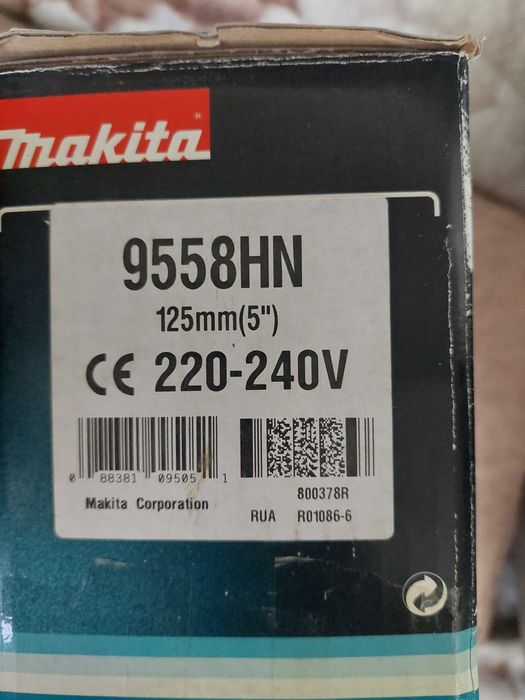 makita
9558HN
125mm(5")
CE 220-240V
0 88381 09505 1
Makita Corporation
800378R
RUA R01086-6